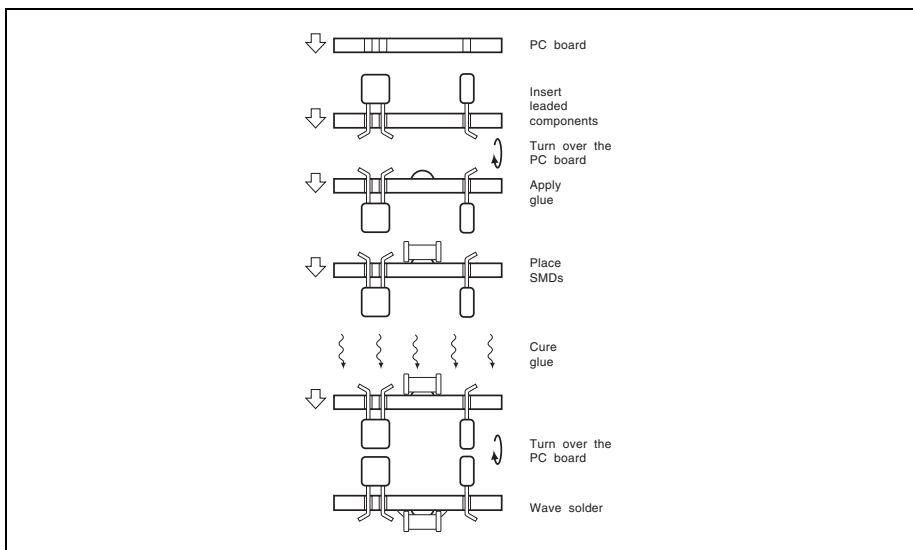 PC board
Insert
leaded
components
Turn over the
PC board
Apply
glue
Place
SMDs
Cure
glue
Turn over the
PC board
Wave solder